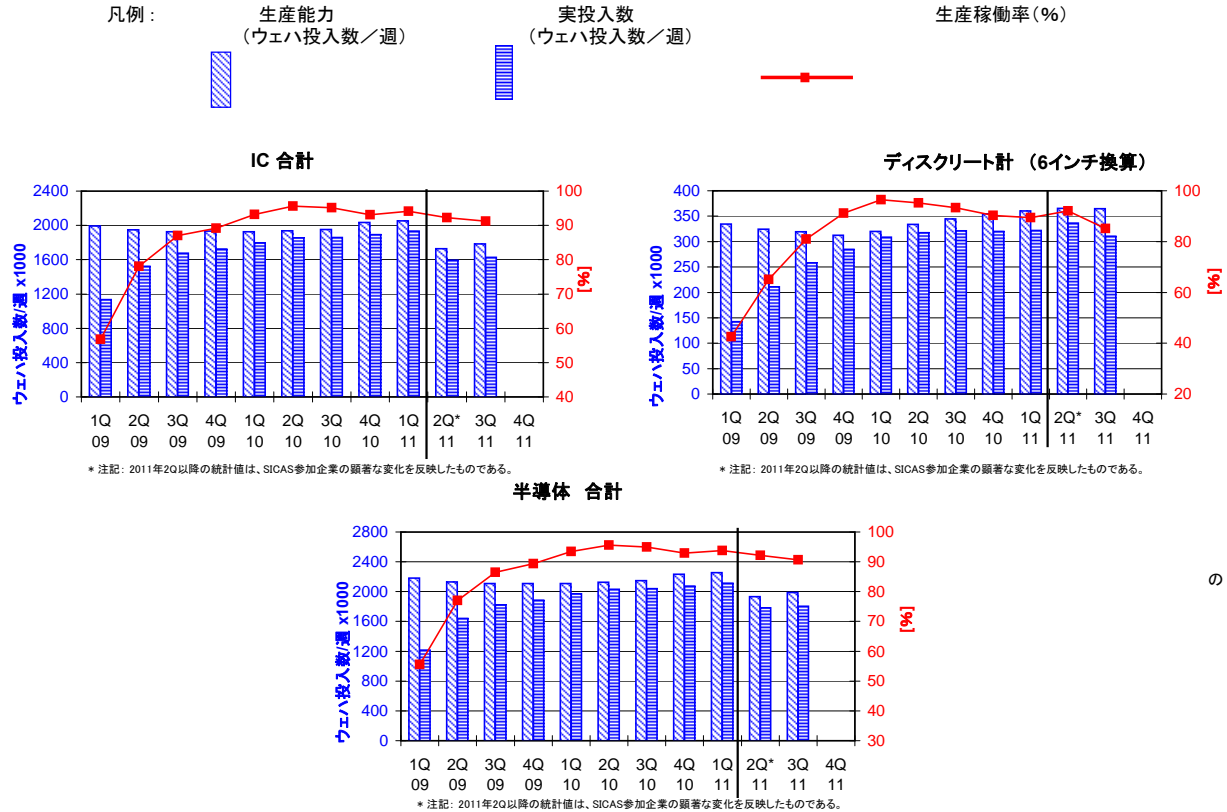 凡例： 生産能力 実投入数 生産稼働率（％）
（ウェハ投入数／週） （ウェハ投入数／週）
IC 合計
ウェハ投入数/週 x1000
2400
2000
1600
1200
800
400
0
100
90
80
70
60
50
40
[%]
1Q 2Q 3Q 4Q 1Q 2Q 3Q 4Q 1Q 2Q* 3Q 4Q
09 09 09 09 10 10 10 10 11 11 11 11
* 注記： 2011年2Q以降の統計値は、SICAS参加企業の顕著な変化を反映したものである。
ディスクリート計 （6インチ換算）
ウェハ投入数/週 x1000
400
350
300
250
200
150
100
50
0
100
80
60
40
20
[%]
1Q 2Q 3Q 4Q 1Q 2Q 3Q 4Q 1Q 2Q* 3Q 4Q
09 09 09 09 10 10 10 10 11 11 11 11
* 注記： 2011年2Q以降の統計値は、SICAS参加企業の顕著な変化を反映したものである。
半導体 合計
ウェハ投入数/週 x1000
2800
2400
2000
1600
1200
800
400
0
100
90
80
70
60
50
40
30
[%]
1Q 2Q 3Q 4Q 1Q 2Q 3Q 4Q 1Q 2Q* 3Q 4Q
09 09 09 09 10 10 10 10 11 11 11 11
* 注記： 2011年2Q以降の統計値は、SICAS参加企業の顕著な変化を反映したものである。
の